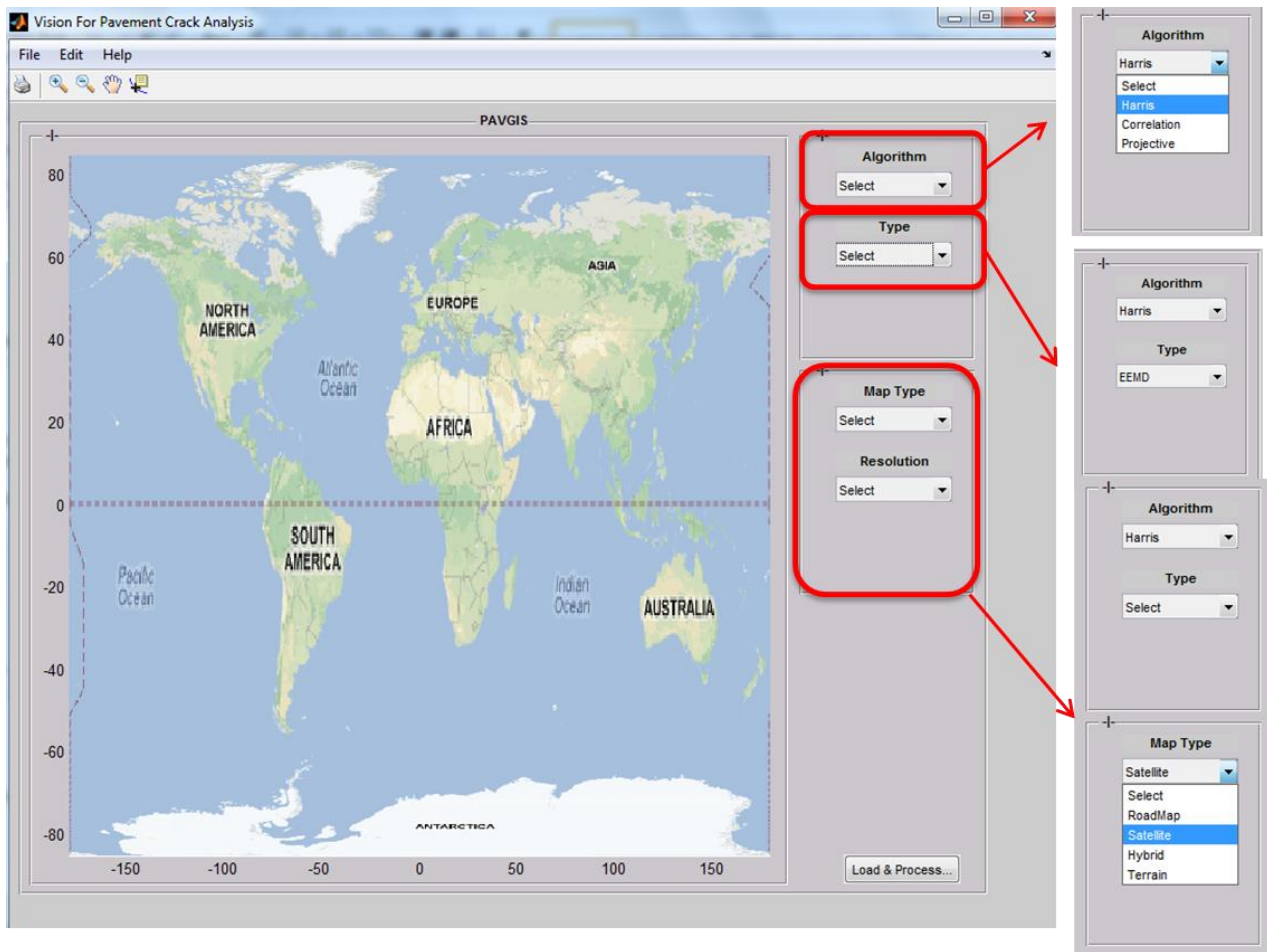 Vision For Pavement Crack Analysis
File Edit Help
PAVGIS
-|-
80
60
40
20
0
-20
-40
-60
-80
-150 -100 -50 0 50 100 150
NORTH
AMERICA
EUROPE
ASIA
Atlantic
Ocean
AFRICA
SOUTH
AMERICA
Pacific
Ocean
Indian
Ocean
AUSTRALIA
ANTARCTICA
-|-
Algorithm
Select
Type
Select
-|-
Map Type
Select
Resolution
Select
Load & Process...
-|-
Algorithm
Harris
Select
Harris
Correlation
Projective
-|-
Algorithm
Harris
Type
EEMD
-|-
Algorithm
Harris
Type
Select
-|-
Map Type
Satellite
Select
RoadMap
Satellite
Hybrid
Terrain